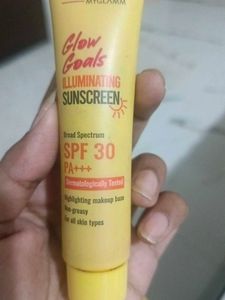 MYGLAMM
Glow
Goals
ILLUMINATING
SUNSCREEN
Broad Spectrum
SPF 30
PA+++
Dermatologically Tested
Highlighting makeup base
Non-greasy
For all skin types